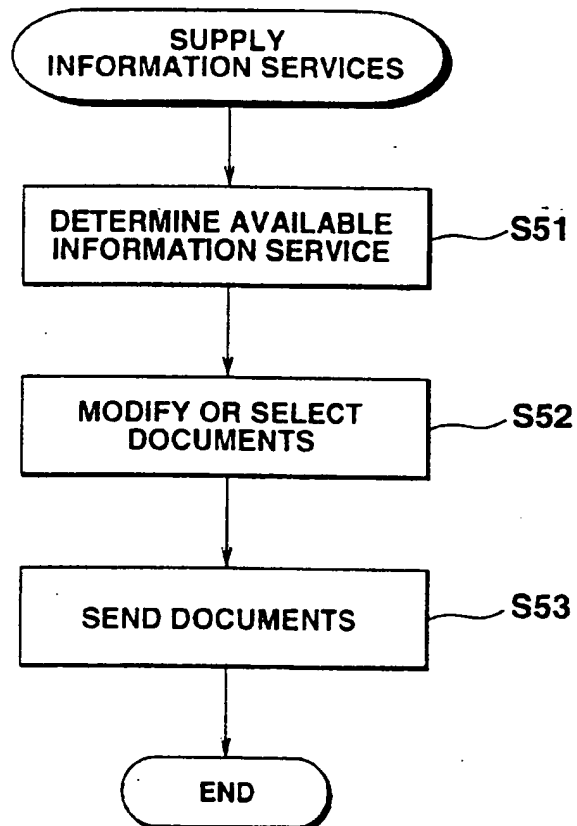 SUPPLY
INFORMATION SERVICES
DETERMINE AVAILABLE
INFORMATION SERVICE
S51
MODIFY OR SELECT
DOCUMENTS
S52
SEND DOCUMENTS
S53
END